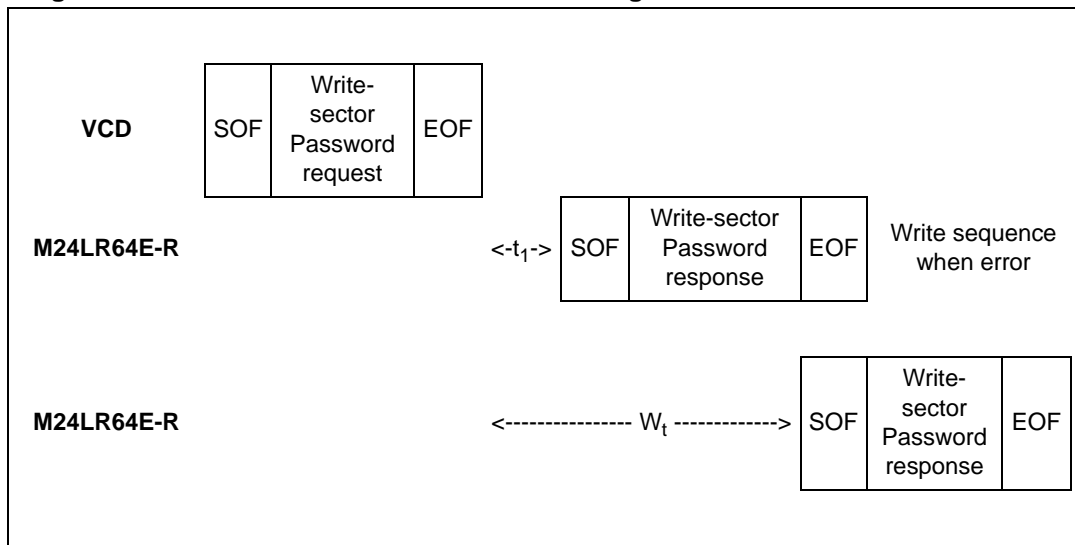 VCD SOF Write-
sector
Password
request EOF
M24LR64E-R <-t1-> SOF Write-sector
Password
response EOF Write sequence
when error
M24LR64E-R <---------------- Wt -------------> SOF Write-
sector
Password
response EOF